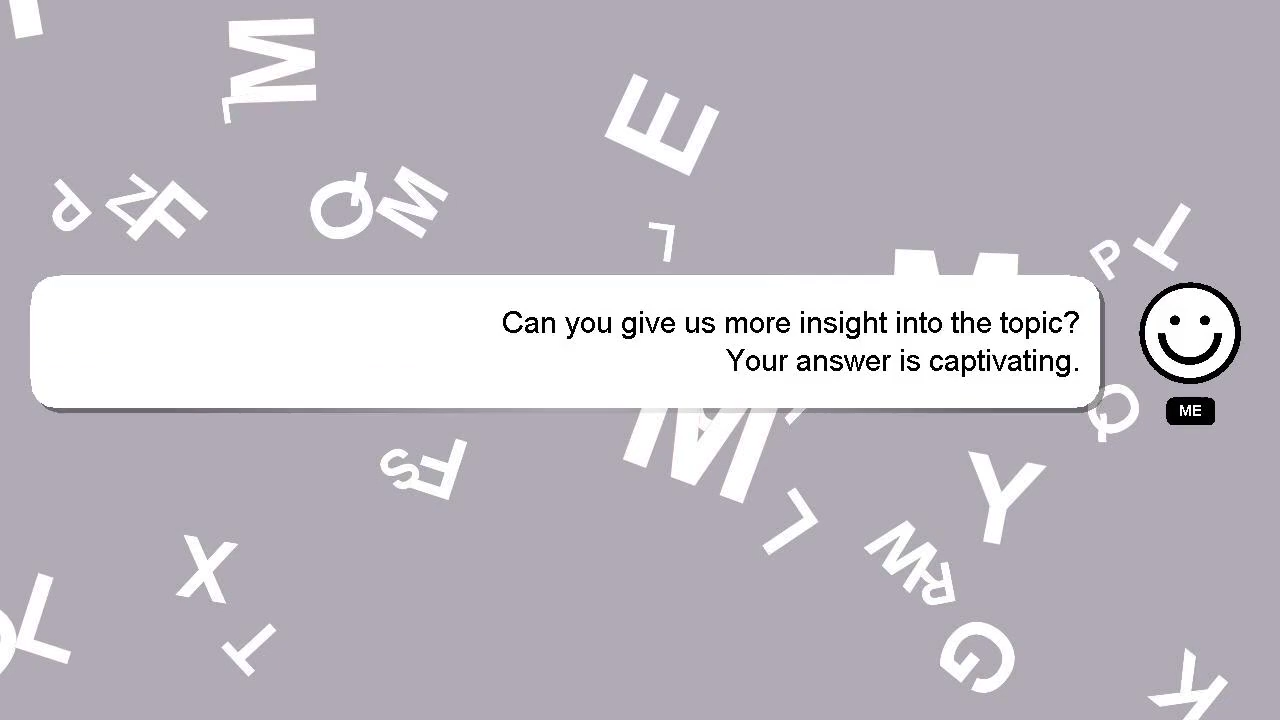 Can you give us more insight into the topic?
Your answer is captivating.
ME